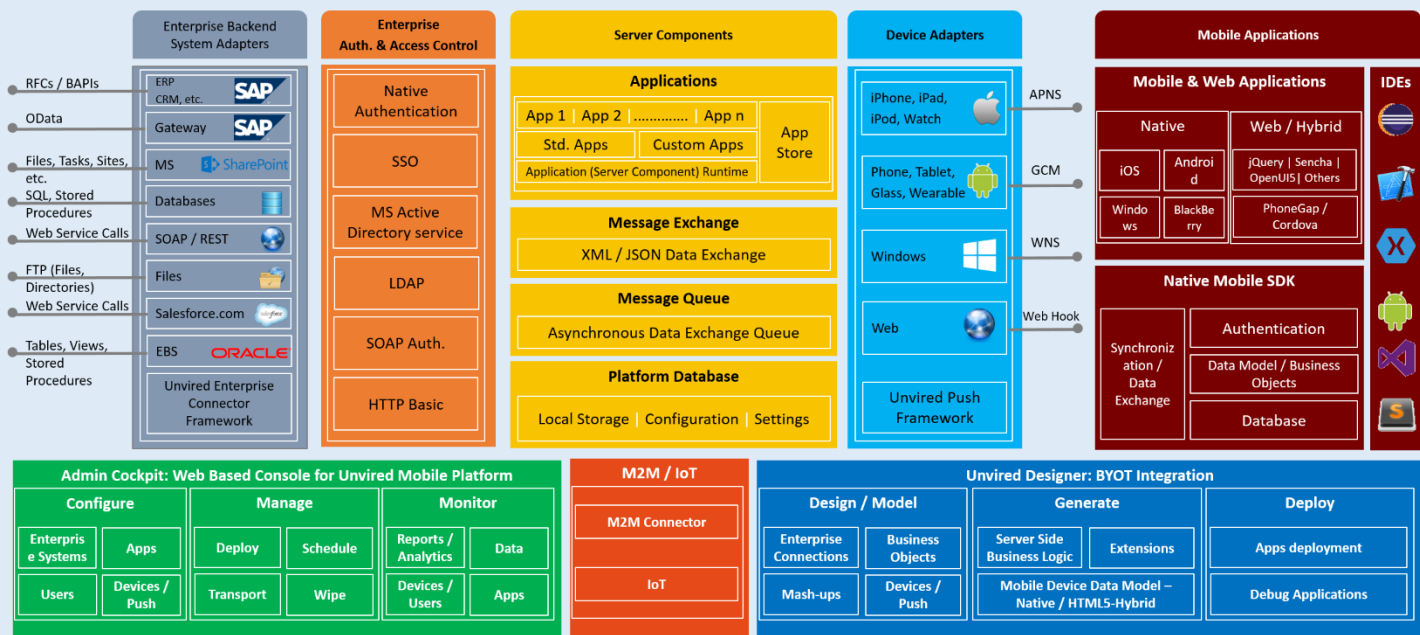 Enterprise Backend
System Adapters
RFCs / BAPIs
OData
Files, Tasks, Sites,
etc.
SQL, Stored
Procedures
Web Service Calls
FTP (Files,
Directories)
Web Service Calls
Tables, Views,
Stored
Procedures
ERP
CRM, etc.
SAP
Gateway
SAP
MS
SharePoint
Databases
SOAP / REST
Files
Salesforce.com
salesforce
EBS
ORACLE
Unvired Enterprise
Connector
Framework
Enterprise
Auth. & Access Control
Native
Authentication
SSO
MS Active
Directory service
LDAP
SOAP Auth.
HTTP Basic
Server Components
Applications
App 1 | App 2 | .............. | App n
Std. Apps
Custom Apps
Application (Server Component) Runtime
App
Store
Message Exchange
XML / JSON Data Exchange
Message Queue
Asynchronous Data Exchange Queue
Platform Database
Local Storage | Configuration | Settings
Device Adapters
iPhone, iPad,
iPod, Watch
Phone, Tablet,
Glass, Wearable
Windows
Web
Unvired Push
Framework
APNS
GCM
WNS
Web Hook
Mobile Applications
Mobile & Web Applications
Native
iOS
Androi
d
Windo
ws
BlackBe
rry
Web / Hybrid
jQuery | Sencha |
OpenUI5| Others
PhoneGap /
Cordova
Native Mobile SDK
Synchroniz
ation /
Data
Exchange
Authentication
Data Model / Business
Objects
Database
IDEs
X
S
Admin Cockpit: Web Based Console for Unvired Mobile Platform
Configure
Enterpris
e Systems
Apps
Users
Devices /
Push
Manage
Deploy
Schedule
Transport
Wipe
Monitor
Reports /
Analytics
Data
Devices /
Users
Apps
M2M / IoT
M2M Connector
IoT
Unvired Designer: BYOT Integration
Design / Model
Enterprise
Connections
Business
Objects
Mash-ups
Devices /
Push
Generate
Server Side
Business Logic
Extensions
Mobile Device Data Model –
Native / HTML5-Hybrid
Deploy
Apps deployment
Debug Applications